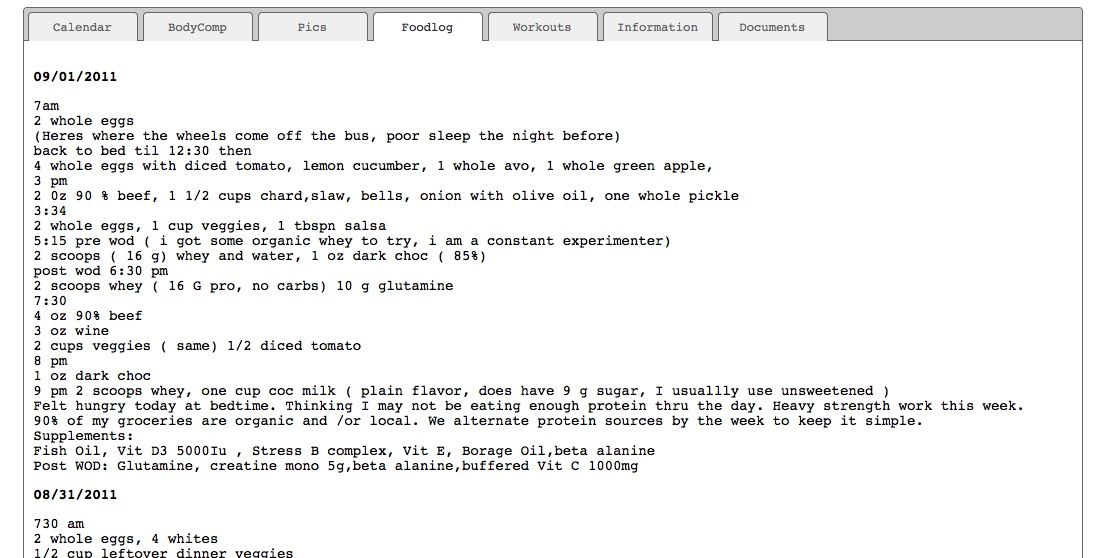 Calendar BodyComp Pics Foodlog Workouts Information Documents
09/01/2011
7am
2 whole eggs
(Heres where the wheels come off the bus, poor sleep the night before)
back to bed til 12:30 then
4 whole eggs with diced tomato, lemon cucumber, 1 whole avo, 1 whole green apple,
3 pm
2 0z 90 % beef, 1 1/2 cups chard,slaw, bells, onion with olive oil, one whole pickle
3:34
2 whole eggs, 1 cup veggies, 1 tbspn salsa
5:15 pre wod ( i got some organic whey to try, i am a constant experimenter)
2 scoops ( 16 g) whey and water, 1 oz dark choc ( 85%)
post wod 6:30 pm
2 scoops whey ( 16 G pro, no carbs) 10 g glutamine
7:30
4 oz 90% beef
3 oz wine
2 cups veggies ( same) 1/2 diced tomato
8 pm
1 oz dark choc
9 pm 2 scoops whey, one cup coc milk ( plain flavor, does have 9 g sugar, I usuallly use unsweetened )
Felt hungry today at bedtime. Thinking I may not be eating enough protein thru the day. Heavy strength work this week.
90% of my groceries are organic and /or local. We alternate protein sources by the week to keep it simple.
Supplements:
Fish Oil, Vit D3 5000Iu , Stress B complex, Vit E, Borage Oil,beta alanine
Post WOD: Glutamine, creatine mono 5g,beta alanine,buffered Vit C 1000mg
08/31/2011
730 am
2 whole eggs, 4 whites
1/2 cup leftover dinner veggies